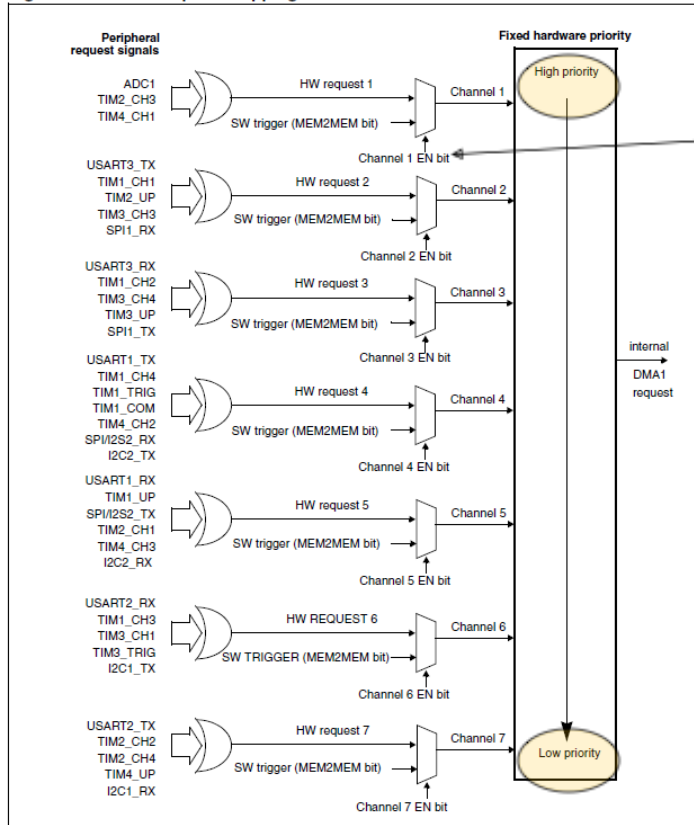 Peripheral
request signals
Fixed hardware priority
High priority
ADC1
TIM2_CH3
TIM4_CH1
HW request 1
Channel 1
SW trigger (MEM2MEM bit)
Channel 1 EN bit
USART3_TX
TIM1_CH1
TIM2_UP
TIM3_CH3
SPI1_RX
HW request 2
Channel 2
SW trigger (MEM2MEM bit)
Channel 2 EN bit
USART3_RX
TIM1_CH2
TIM3_CH4
TIM3_UP
SPI1_TX
HW request 3
Channel 3
SW trigger (MEM2MEM bit)
Channel 3 EN bit
internal
DMA1
request
USART1_TX
TIM1_CH4
TIM1_TRIG
TIM1_COM
TIM4_CH2
SPI/I2S2_RX
I2C2_TX
HW request 4
Channel 4
SW trigger (MEM2MEM bit)
Channel 4 EN bit
USART1_RX
TIM1_UP
SPI/I2S2_TX
TIM2_CH1
TIM4_CH3
I2C2_RX
HW request 5
Channel 5
SW trigger (MEM2MEM bit)
Channel 5 EN bit
USART2_RX
TIM1_CH3
TIM3_CH1
TIM3_TRIG
I2C1_TX
HW REQUEST 6
Channel 6
SW TRIGGER (MEM2MEM bit)
Channel 6 EN bit
USART2_TX
TIM2_CH2
TIM2_CH4
TIM4_UP
I2C1_RX
HW request 7
Channel 7
SW trigger (MEM2MEM bit)
Channel 7 EN bit
Low priority